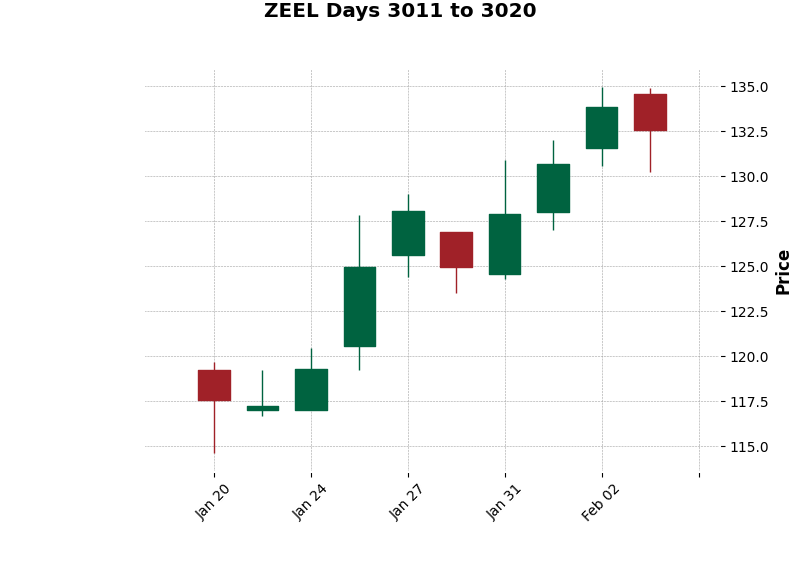 ZEEL Days 3011 to 3020
135.0
132.5
130.0
127.5
125.0
122.5
120.0
117.5
115.0
Price
Jan 20
Jan 24
Jan 27
Jan 31
Feb 02